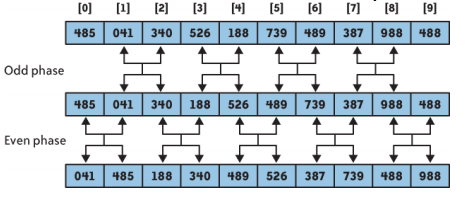 [0] [1] [2] [3] [4] [5] [6] [7] [8] [9]
485 041 340 526 188 739 489 387 988 488
Odd phase
485 041 340 188 526 489 739 387 988 488
Even phase
041 485 188 340 489 526 387 739 488 988